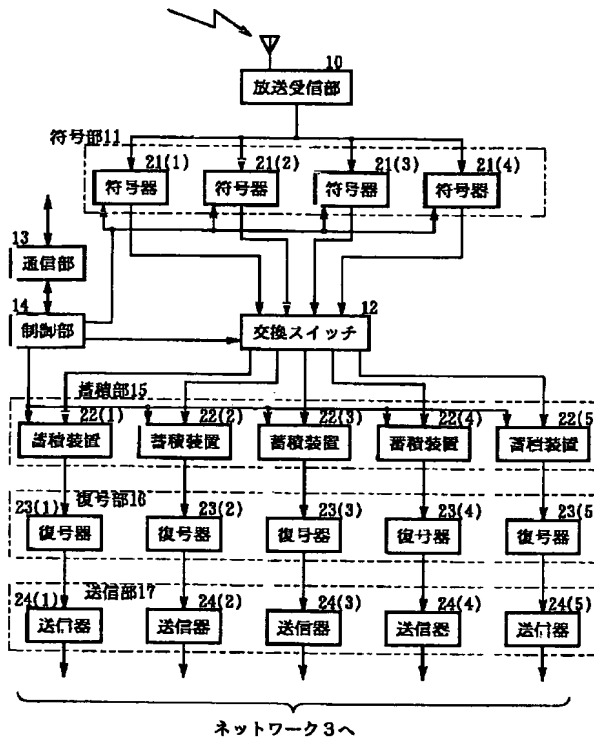 10
放送受信部
符号部11
21(1) 21(2) 21(3) 21(4)
符号器 符号器 符号器 符号器
13
通信部
14
制御部
12
交換スイッチ
蓄積部15
22(1) 22(2) 22(3) 22(4) 22(5
蓄積装置 蓄積装置 蓄積装置 蓄積装置 蓄積装置
復号部16
23(1) 23(2) 23(3) 23(4) 23(5
復号器 復号器 復号器 復号器 復号器
送信部17
24(1) 24(2) 24(3) 24(4) 24(5)
送信器 送信器 送信器 送信器 送信器
ネットワーク3へ